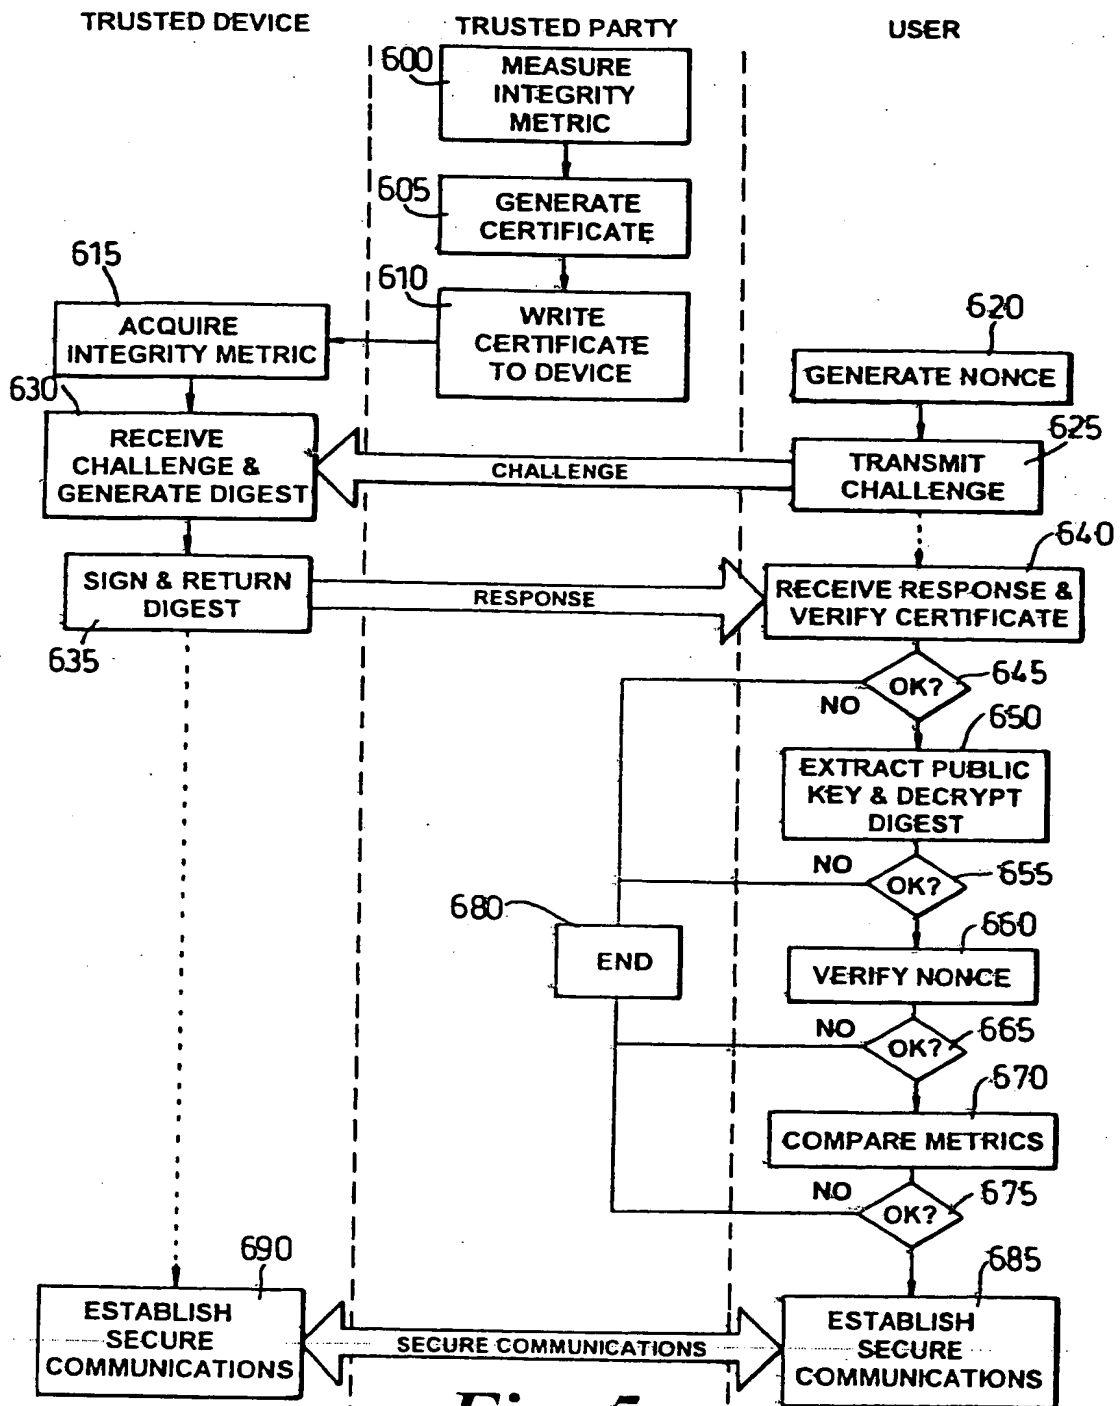 TRUSTED DEVICE
TRUSTED PARTY
USER
600
MEASURE
INTEGRITY
METRIC
605
GENERATE
CERTIFICATE
610
WRITE
CERTIFICATE
TO DEVICE
615
ACQUIRE
INTEGRITY METRIC
620
GENERATE NONCE
625
TRANSMIT
CHALLENGE
CHALLENGE
630
RECEIVE
CHALLENGE &
GENERATE DIGEST
635
SIGN & RETURN
DIGEST
RESPONSE
640
RECEIVE RESPONSE &
VERIFY CERTIFICATE
645
OK?
NO
650
EXTRACT PUBLIC
KEY & DECRYPT
DIGEST
655
OK?
NO
660
VERIFY NONCE
665
OK?
NO
670
COMPARE METRICS
675
OK?
NO
680
END
685
ESTABLISH
SECURE
COMMUNICATIONS
SECURE COMMUNICATIONS
690
ESTABLISH
SECURE
COMMUNICATIONS